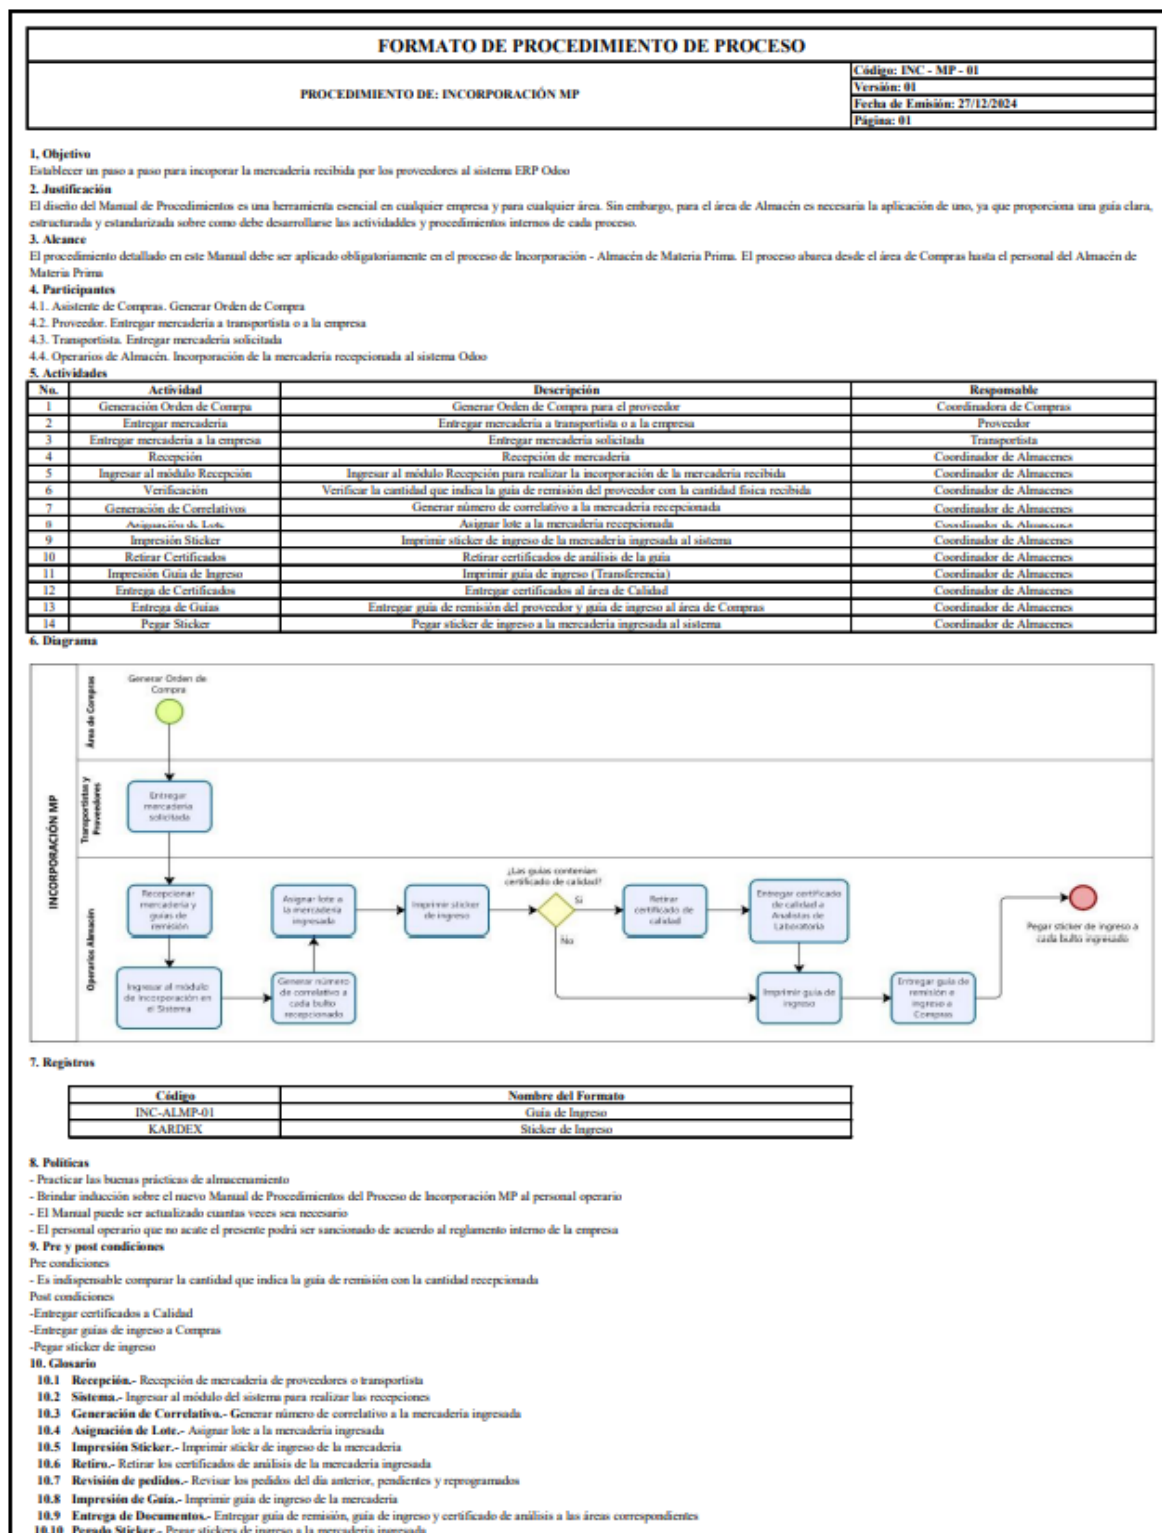 FORMATO DE PROCEDIMIENTO DE PROCESO
PROCEDIMIENTO DE: INCORPORACIÓN MP
Código: INC - MP - 01
Versión: 01
Fecha de Emisión: 27/12/2024
Página: 01
1. Objetivo
Establecer un paso a paso para incoporar la mercadería recibida por los proveedores al sistema ERP Odoo
2. Justificación
El diseño del Manual de Procedimientos es una herramienta esencial en cualquier empresa y para cualquier área. Sin embargo, para el área de Almacén es necesaria la aplicación de uno, ya que proporciona una guía clara,
estructurada y estandarizada sobre como debe desarrollarse las actividaddes y procedimientos internos de cada proceso.
3. Alcance
El procedimiento detallado en este Manual debe ser aplicado obligatoriamente en el proceso de Incorporación - Almacén de Materia Prima. El proceso abarca desde el área de Compras hasta el personal del Almacén de
Materia Prima
4. Participantes
4.1. Asistente de Compras. Generar Orden de Compra
4.2. Proveedor. Entregar mercadería a transportista o a la empresa
4.3. Transportista. Entregar mercadería solicitada
4.4. Operarios de Almacén. Incorporación de la mercadería recepcionada al sistema Odoo
5. Actividades
No. Actividad Descripción Responsable
1 Generación Orden de Comrpa Generar Orden de Compra para el proveedor Coordinadora de Compras
2 Entregar mercadería Entregar mercadería a transportista o a la empresa Proveedor
3 Entregar mercadería a la empresa Entregar mercadería solicitada Transportista
4 Recepción Recepción de mercadería Coordinador de Almacenes
5 Ingresar al módulo Recepción Ingresar al módulo Recepción para realizar la incorporación de la mercadería recibida Coordinador de Almacenes
6 Verificación Verificar la cantidad que indica la guía de remisión del proveedor con la cantidad física recibida Coordinador de Almacenes
7 Generación de Correlativos Generar número de correlativo a la mercadería recepcionada Coordinador de Almacenes
8 Asignación de Lote Asignar lote a la mercadería recepcionada Coordinador de Almacenes
9 Impresión Sticker Imprimir sticker de ingreso de la mercadería ingresada al sistema Coordinador de Almacenes
10 Retirar Certificados Retirar certificados de análisis de la guía Coordinador de Almacenes
11 Impresión Guía de Ingreso Imprimir guía de ingreso (Transferencia) Coordinador de Almacenes
12 Entrega de Certificados Entregar certificados al área de Calidad Coordinador de Almacenes
13 Entrega de Guías Entregar guía de remisión del proveedor y guía de ingreso al área de Compras Coordinador de Almacenes
14 Pegar Sticker Pegar sticker de ingreso a la mercadería ingresada al sistema Coordinador de Almacenes
6. Diagrama
INCORPORACIÓN MP
Área de Compras
Generar Orden de
Compra
Transportistas y
Proveedores
Entregar
mercadería
solicitada
Operarios Almacén
Recepcionar
mercadería y
guías de
remisión
Ingresar al módulo
de Incorporación en
el Sistema
Generar número
de correlativo a
cada bulto
recepcionado
Asignar lote a
la mercadería
ingresada
Imprimir sticker
de ingreso
¿Las guías contenían
certificado de calidad?
Si
No
Retirar
certificado de
calidad
Entregar certificado
de calidad a
Analistas de
Laboratoria
Imprimir guía de
ingreso
Entregar guía de
remisión e
ingreso a
Compras
Pegar sticker de ingreso a
cada bulto ingresado
7. Registros
Código Nombre del Formato
INC-ALMP-01 Guía de Ingreso
KARDEX Sticker de Ingreso
8. Políticas
- Practicar las buenas prácticas de almacenamiento
- Brindar inducción sobre el nuevo Manual de Procedimientos del Proceso de Incorporación MP al personal operario
- El Manual puede ser actualizado cuantas veces sea necesario
- El personal operario que no acate el presente podrá ser sancionado de acuerdo al reglamento interno de la empresa
9. Pre y post condiciones
Pre condiciones
- Es indispensable comparar la cantidad que indica la guía de remisión con la cantidad recepcionada
Post condiciones
-Entregar certificados a Calidad
-Entregar guías de ingreso a Compras
-Pegar sticker de ingreso
10. Glosario
10.1 Recepción.- Recepción de mercadería de proveedores o transportista
10.2 Sistema.- Ingresar al módulo del sistema para realizar las recepciones
10.3 Generación de Correlativo.- Generar número de correlativo a la mercadería ingresada
10.4 Asignación de Lote.- Asignar lote a la mercadería ingresada
10.5 Impresión Sticker.- Imprimir stickr de ingreso de la mercadería
10.6 Retiro.- Retirar los certificados de análisis de la mercadería ingresada
10.7 Revisión de pedidos.- Revisar los pedidos del día anterior, pendientes y reprogramados
10.8 Impresión de Guía.- Imprimir guía de ingreso de la mercadería
10.9 Entrega de Documentos.- Entregar guía de remisión, guía de ingreso y certificado de análisis a las áreas correspondientes
10.10 Pegado Sticker.- Pegar stickers de ingreso a la mercadería ingresada